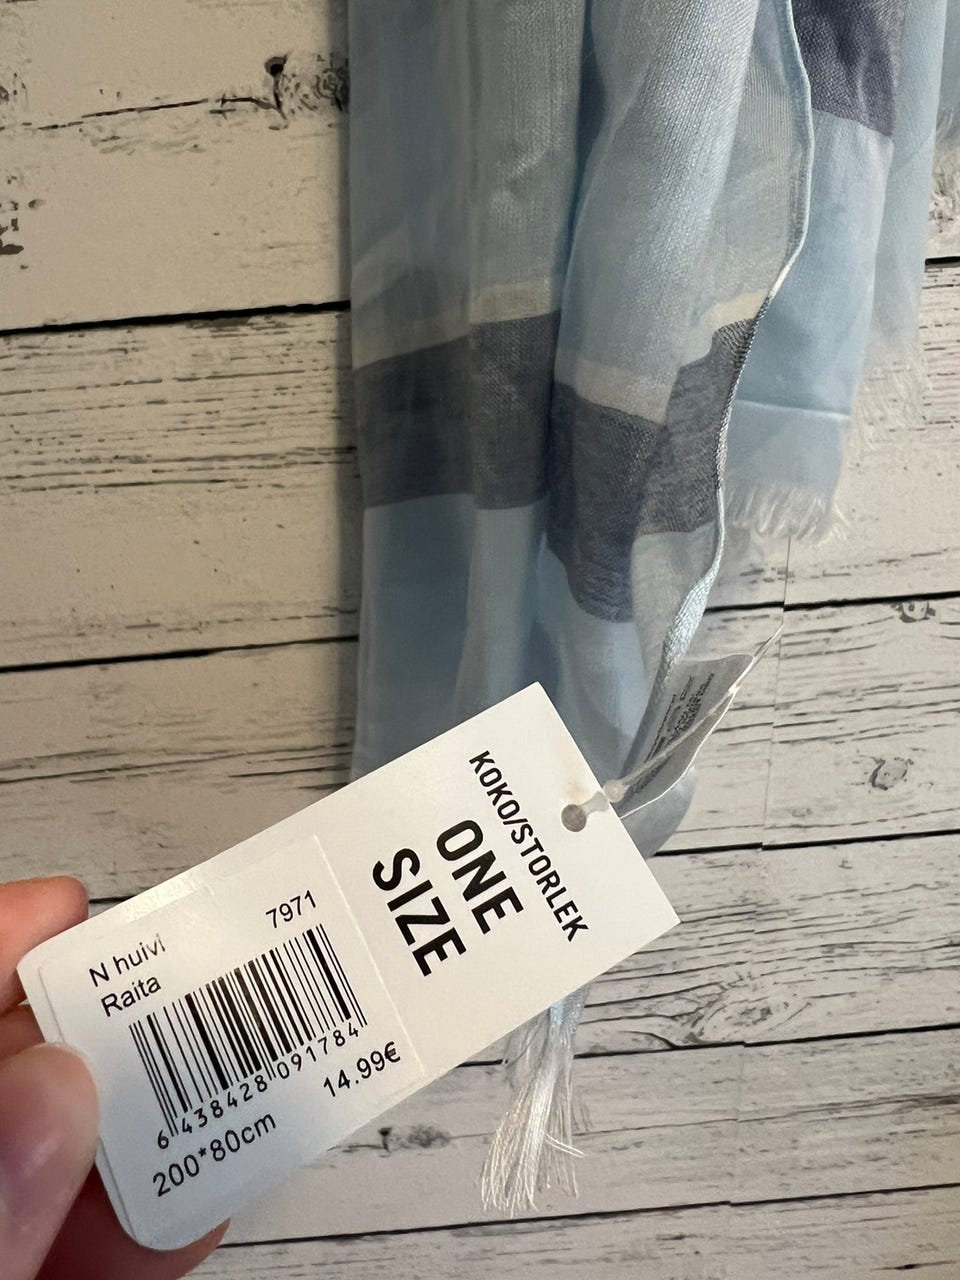 KOKO/STORLEK
ONE
SIZE
7971
N huivi
Raita
6 438428 091784
14.99€
200*80cm